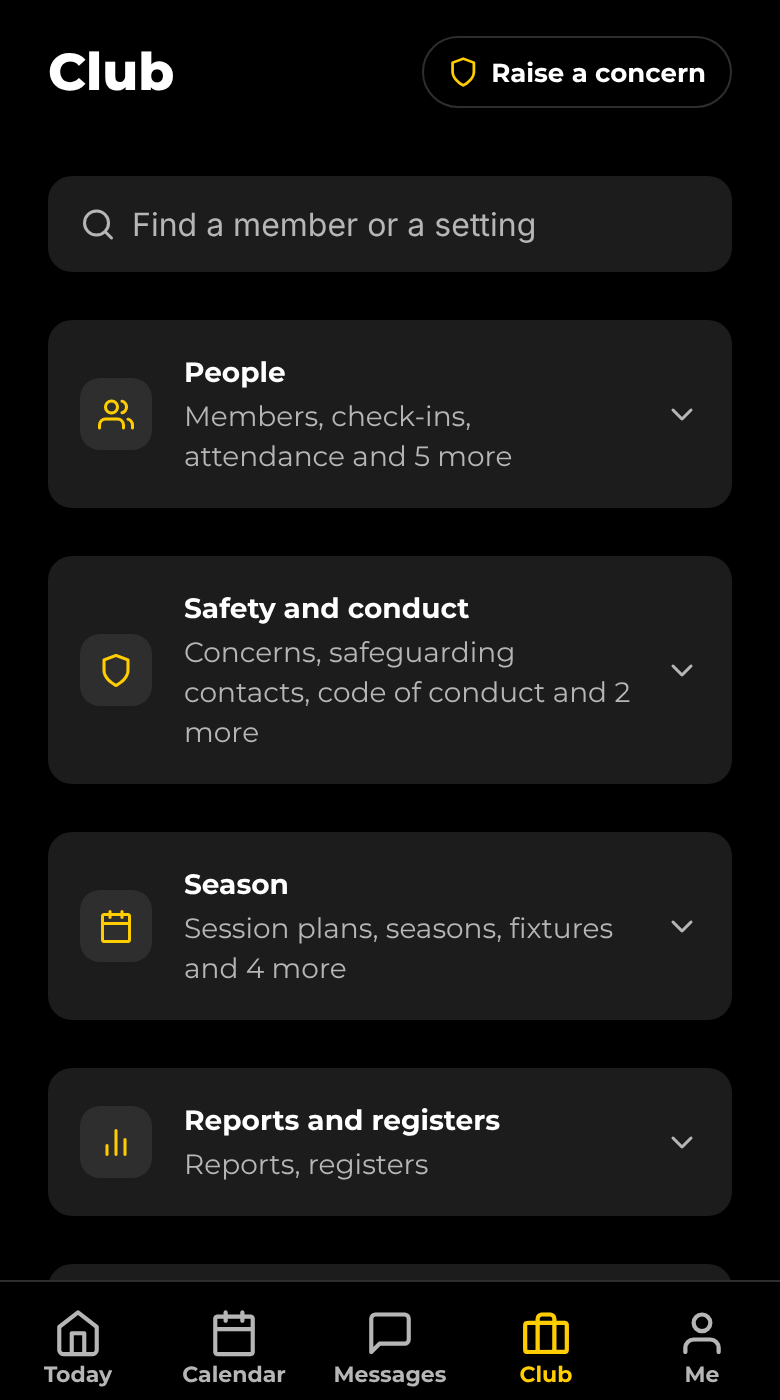 Club
Raise a concern
Find a member or a setting
People
Members, check-ins,
attendance and 5 more
Safety and conduct
Concerns, safeguarding
contacts, code of conduct and 2
more
Season
Session plans, seasons, fixtures
and 4 more
Reports and registers
Reports, registers
Today
Calendar
Messages
Club
Me